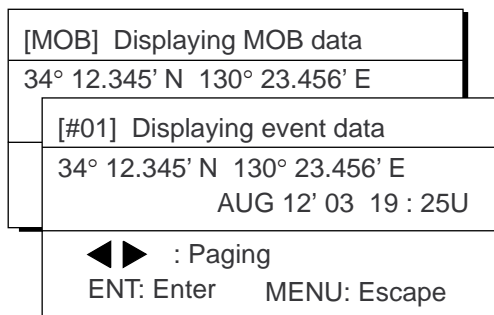 [MOB] Displaying MOB data
34° 12.345’ N 130° 23.456’ E
[#01] Displaying event data
34° 12.345’ N 130° 23.456’ E
AUG 12’ 03 19 : 25U
◀ ▶ : Paging
ENT: Enter MENU: Escape